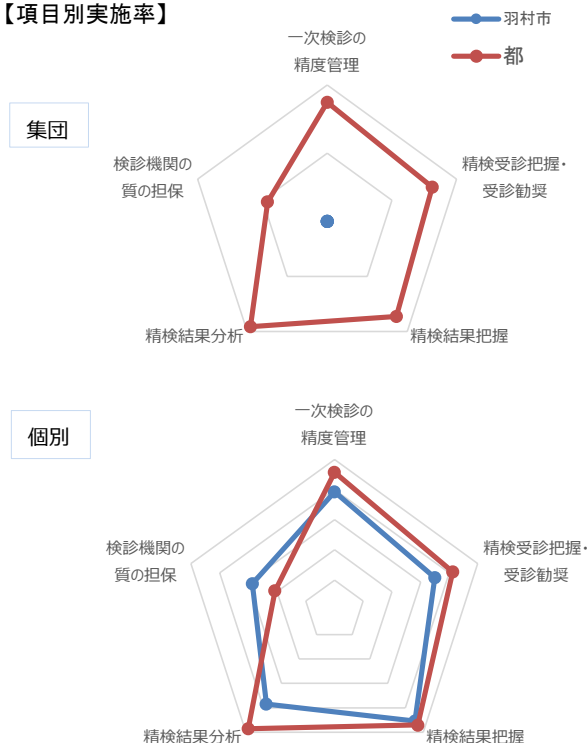 【項目別実施率】
羽村市
都
集団
一次検診の
精度管理
検診機関の
質の担保
精検受診把握・
受診勧奨
精検結果分析
精検結果把握
個別
一次検診の
精度管理
検診機関の
質の担保
精検受診把握・
受診勧奨
精検結果分析
精検結果把握